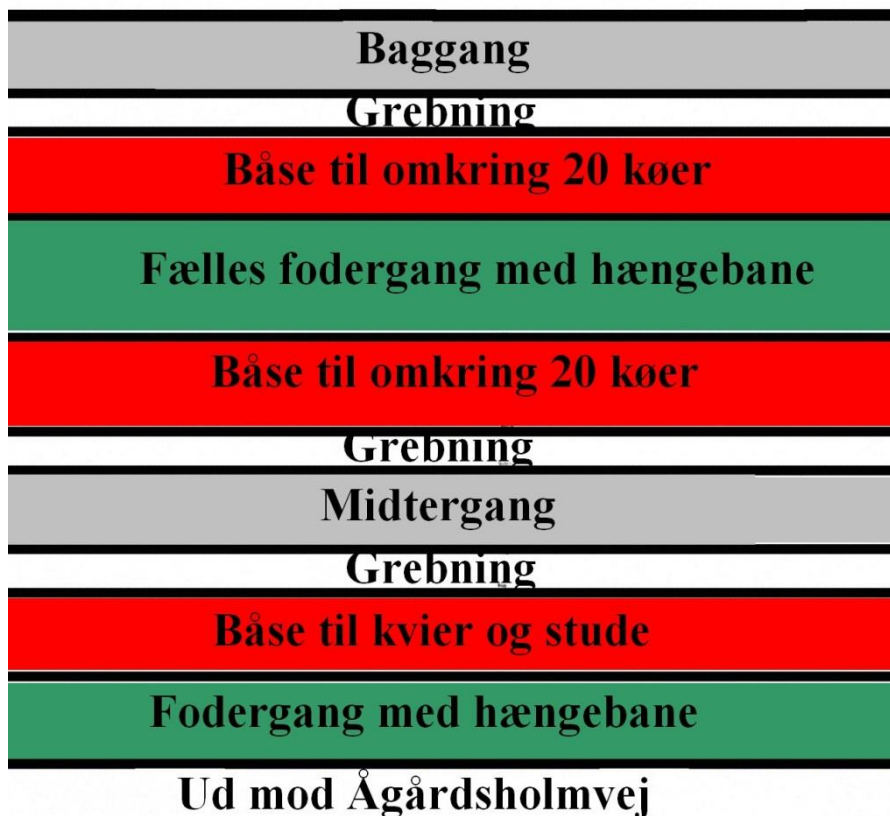 Baggang
Grebning
Båse til omkring 20 køer
Fælles fodergang med hængebane
Båse til omkring 20 køer
Grebning
Midtergang
Grebning
Båse til kvier og stude
Fodergang med hængebane
Ud mod Ågårdsholmvej